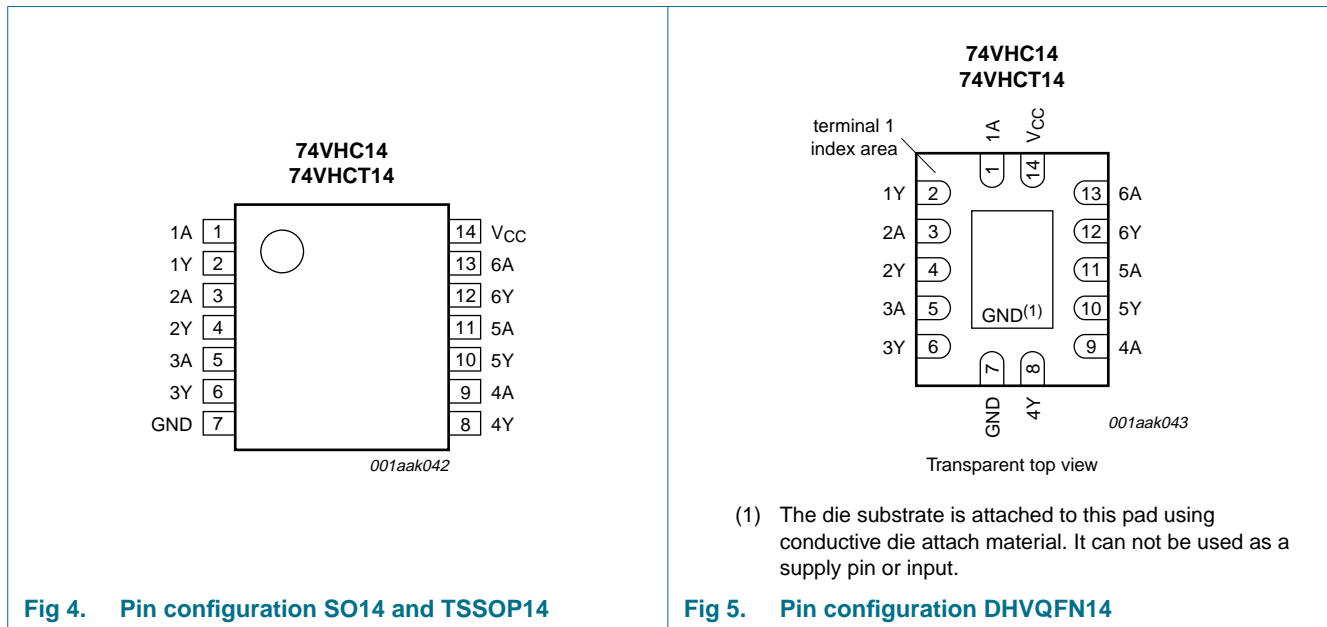 74VHC14
74VHCT14
1A 1
1Y 2
2A 3
2Y 4
3A 5
3Y 6
GND 7
14 VCC
13 6A
12 6Y
11 5A
10 5Y
9 4A
8 4Y
001aak042
Fig 4. Pin configuration SO14 and TSSOP14
74VHC14
74VHCT14
terminal 1
index area
1A
VCC
1
14
1Y 2
2A 3
2Y 4
3A 5
3Y 6
13 6A
12 6Y
11 5A
10 5Y
9 4A
GND(1)
7
8
GND
4Y
001aak043
Transparent top view
(1) The die substrate is attached to this pad using
conductive die attach material. It can not be used as a
supply pin or input.
Fig 5. Pin configuration DHVQFN14